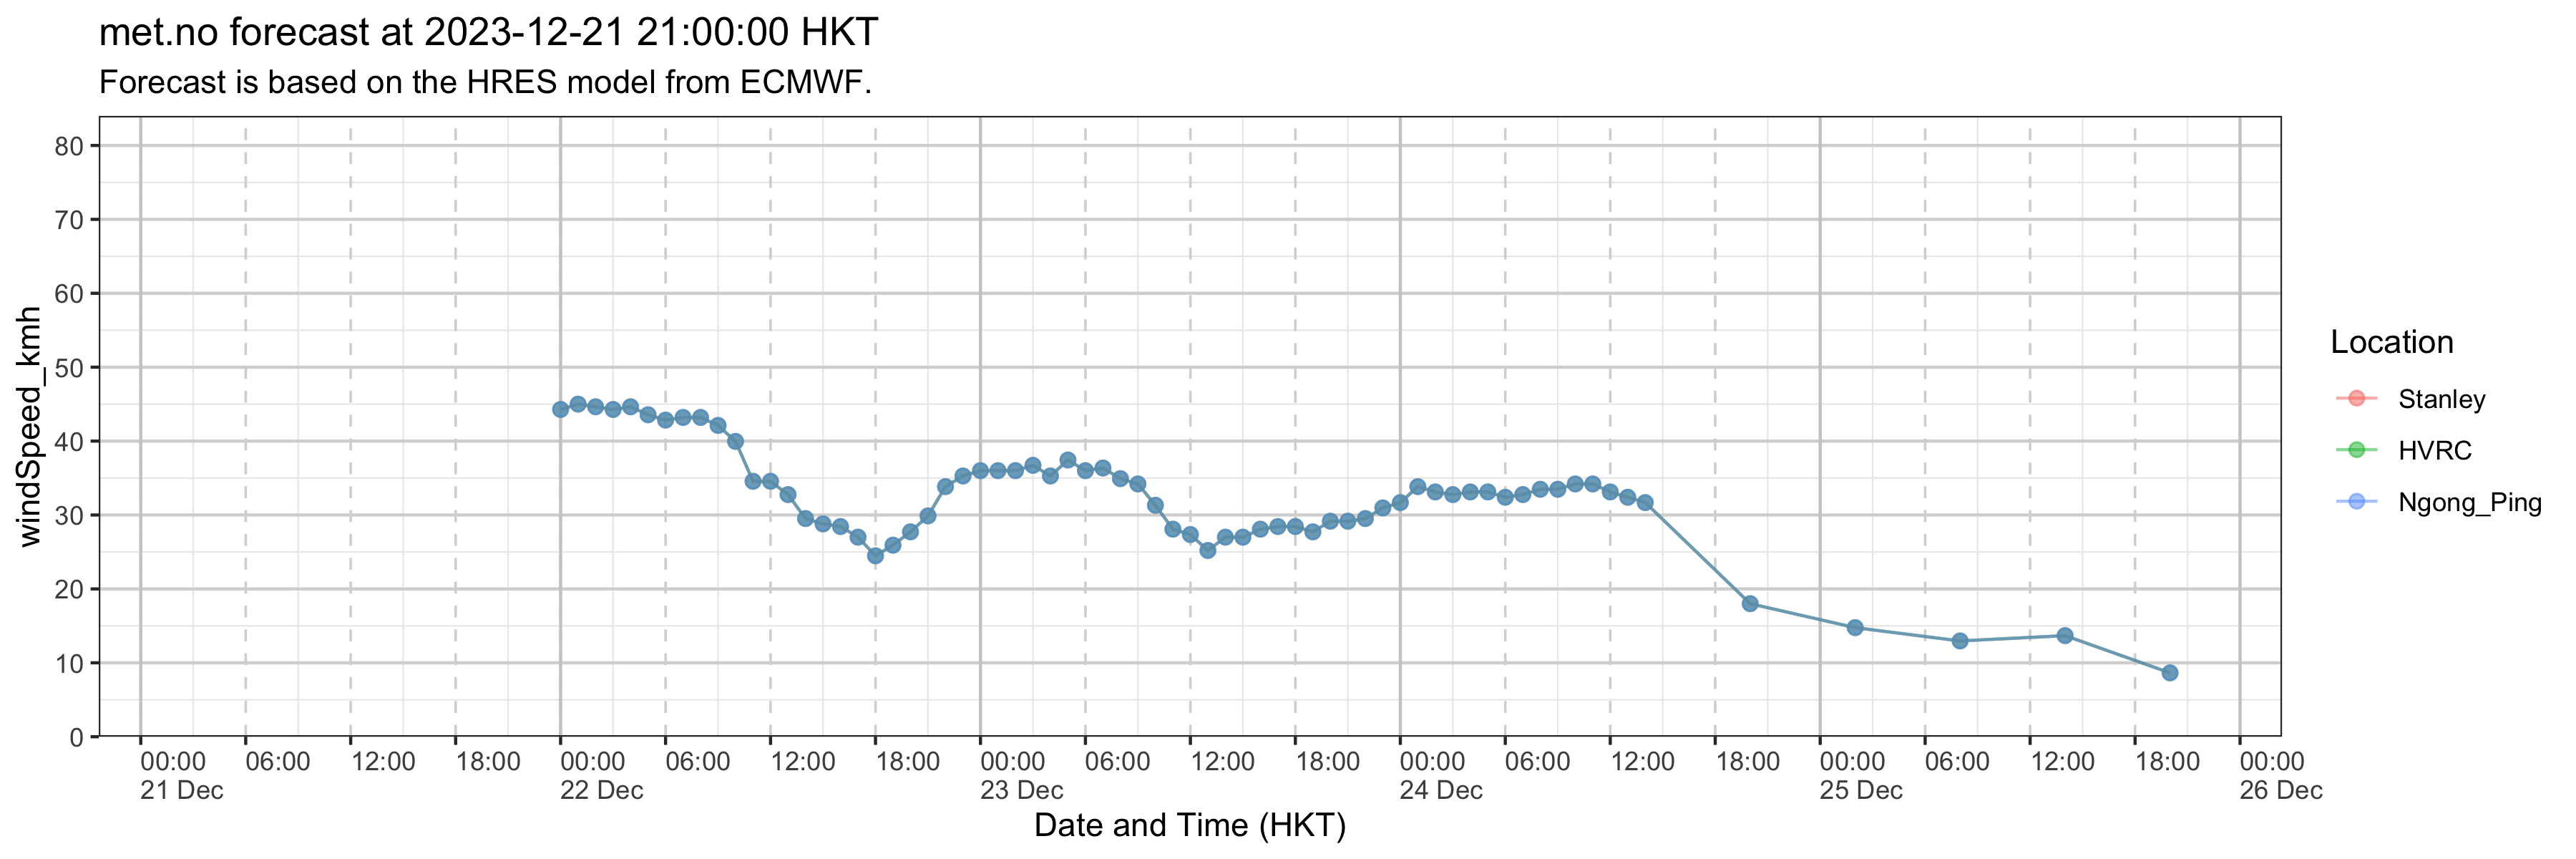 met.no forecast at 2023-12-21 21:00:00 HKT
Forecast is based on the HRES model from ECMWF.
windSpeed_kmh
80
70
60
50
40
30
20
10
0
00:00 06:00 12:00 18:00 00:00 06:00 12:00 18:00 00:00 06:00 12:00 18:00 00:00 06:00 12:00 18:00 00:00 06:00 12:00 18:00 00:00
21 Dec 22 Dec 23 Dec 24 Dec 25 Dec 26 Dec
Date and Time (HKT)
Location
Stanley
HVRC
Ngong_Ping